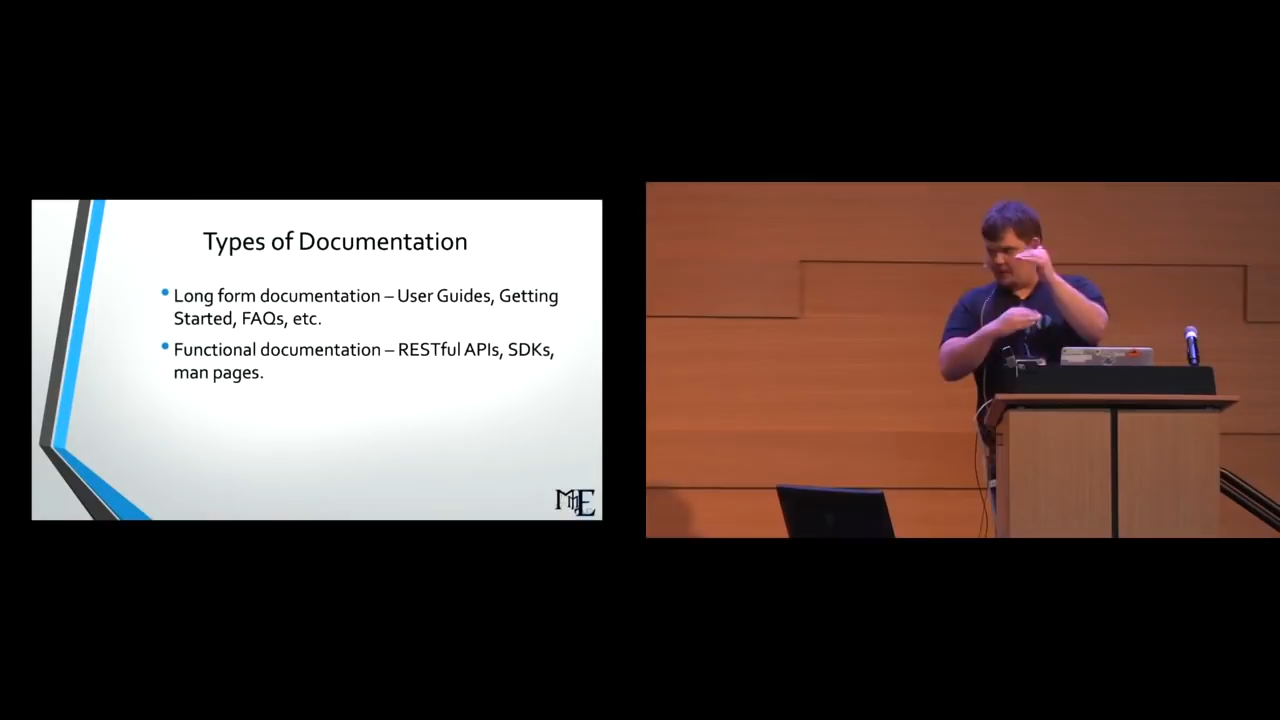 Types of Documentation
Long form documentation – User Guides, Getting
Started, FAQs, etc.
Functional documentation – RESTful APIs, SDKs,
man pages.